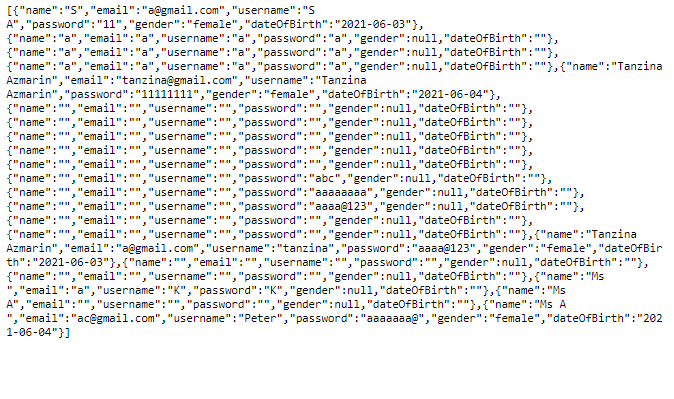 [{"name":"S","email":"a@gmail.com","username":"S
A","password":"11","gender":"female","dateOfBirth":"2021-06-03"},
{"name":"a","email":"a","username":"a","password":"a","gender":null,"dateOfBirth":""},
{"name":"a","email":"a","username":"a","password":"a","gender":null,"dateOfBirth":""},
{"name":"a","email":"a","username":"a","password":"a","gender":null,"dateOfBirth":""},{"name":"Tanzina
Azmarin","email":"tanzina@gmail.com","username":"Tanzina
Azmarin","password":"11111111","gender":"female","dateOfBirth":"2021-06-04"},
{"name":"","email":"","username":"","password":"","gender":null,"dateOfBirth":""},
{"name":"","email":"","username":"","password":"","gender":null,"dateOfBirth":""},
{"name":"","email":"","username":"","password":"","gender":null,"dateOfBirth":""},
{"name":"","email":"","username":"","password":"","gender":null,"dateOfBirth":""},
{"name":"","email":"","username":"","password":"","gender":null,"dateOfBirth":""},
{"name":"","email":"","username":"","password":"abc","gender":null,"dateOfBirth":""},
{"name":"","email":"","username":"","password":"aaaaaaaa","gender":null,"dateOfBirth":""},
{"name":"","email":"","username":"","password":"aaaa@123","gender":null,"dateOfBirth":""},
{"name":"","email":"","username":"","password":"","gender":null,"dateOfBirth":""},
{"name":"","email":"","username":"","password":"","gender":null,"dateOfBirth":""},{"name":"Tanzina
Azmarin","email":"a@gmail.com","username":"tanzina","password":"aaaa@123","gender":"female","dateOfBir
th":"2021-06-03"},{"name":"","email":"","username":"","password":"","gender":null,"dateOfBirth":""},
{"name":"","email":"","username":"","password":"","gender":null,"dateOfBirth":""},{"name":"Ms
","email":"a","username":"K","password":"K","gender":null,"dateOfBirth":""},{"name":"Ms
A","email":"","username":"","password":"","gender":null,"dateOfBirth":""},{"name":"Ms A
","email":"ac@gmail.com","username":"Peter","password":"aaaaaaa@","gender":"female","dateOfBirth":"202
1-06-04"}]